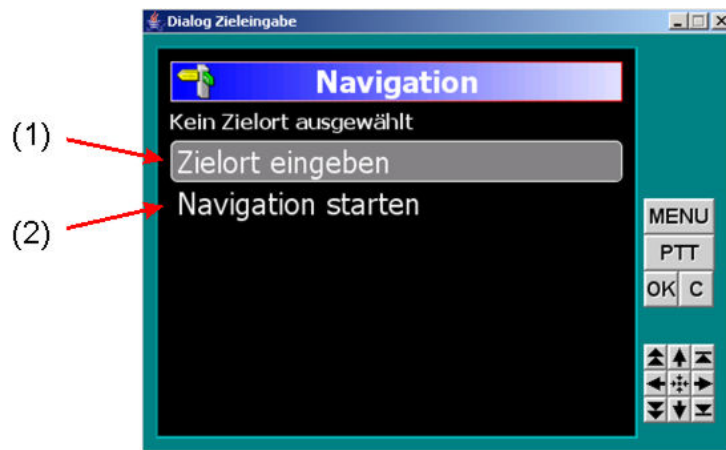 Dialog Zieleingabe
Navigation
Kein Zielort ausgewählt
(1)
Zielort eingeben
(2)
Navigation starten
MENU
PTT
OK C